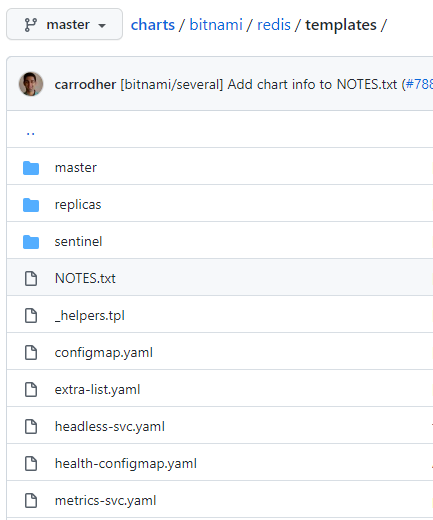 master charts / bitnami / redis / templates /
carrodher [bitnami/several] Add chart info to NOTES.txt (#788
..
master
replicas
sentinel
NOTES.txt
_helpers.tpl
configmap.yaml
extra-list.yaml
headless-svc.yaml
health-configmap.yaml
metrics-svc.yaml